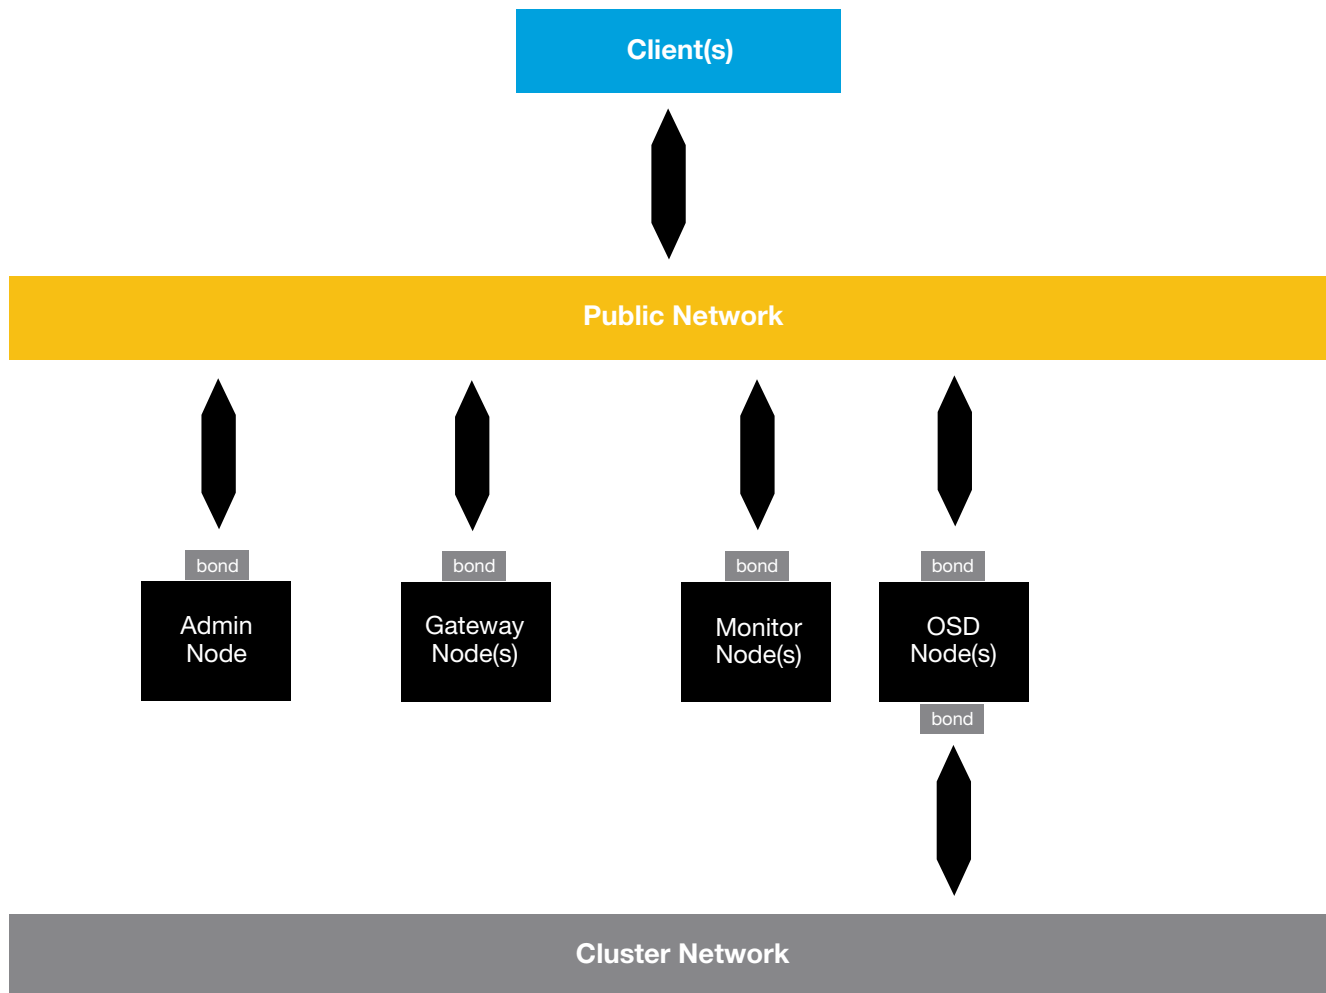 Client(s)
Public Network
bond
bond
bond
bond
Admin
Node
Gateway
Node(s)
Monitor
Node(s)
OSD
Node(s)
bond
Cluster Network